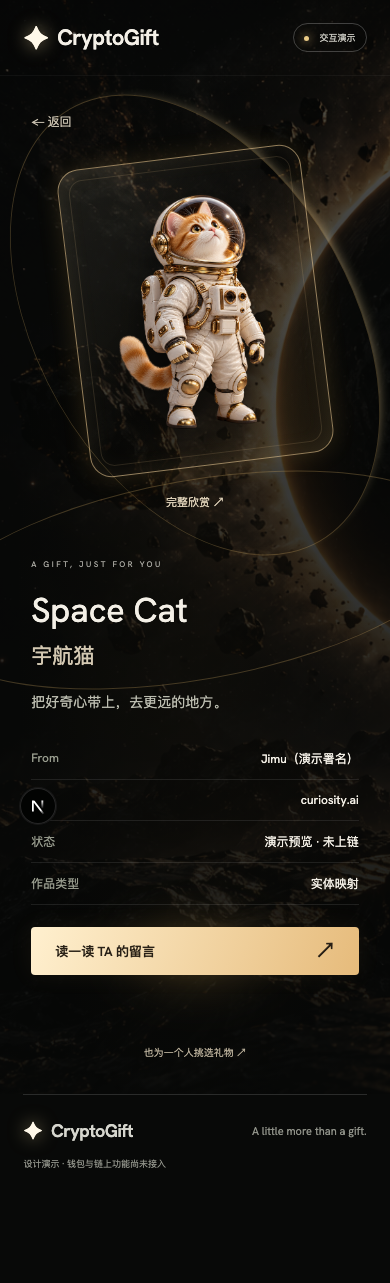 CryptoGift
交互演示
← 返回
完整欣赏 ↗
A GIFT, JUST FOR YOU
Space Cat
宇航猫
把好奇心带上，去更远的地方。
From Jimu（演示署名）
N curiosity.ai
状态 演示预览 · 未上链
作品类型 实体映射
读一读 TA 的留言 ↗
也为一个人挑选礼物 ↗
CryptoGift A little more than a gift.
设计演示 · 钱包与链上功能尚未接入